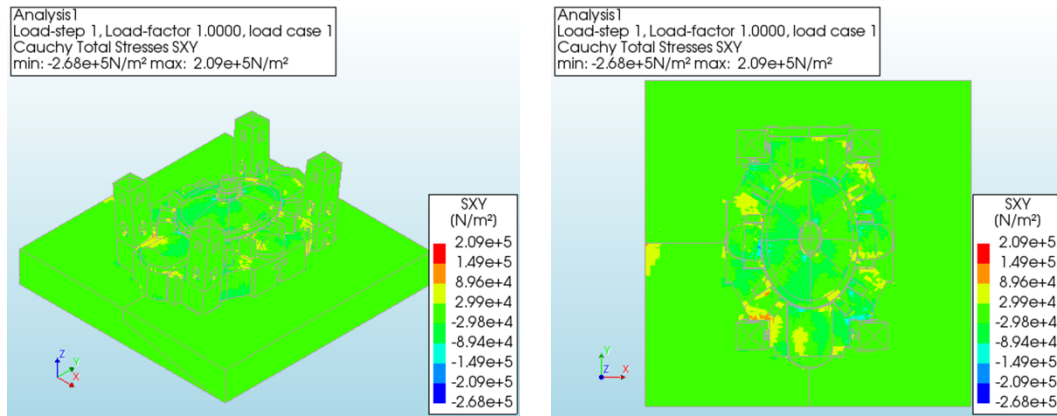 Analysis1
Load-step 1, Load-factor 1.0000, load case 1
Cauchy Total Stresses SXY
min: -2.68e+5N/m² max: 2.09e+5N/m²
SXY
(N/m²)
2.09e+5
1.49e+5
8.96e+4
2.99e+4
-2.98e+4
-8.94e+4
-1.49e+5
-2.09e+5
-2.68e+5
Z
Y
X
Analysis1
Load-step 1, Load-factor 1.0000, load case 1
Cauchy Total Stresses SXY
min: -2.68e+5N/m² max: 2.09e+5N/m²
SXY
(N/m²)
2.09e+5
1.49e+5
8.96e+4
2.99e+4
-2.98e+4
-8.94e+4
-1.49e+5
-2.09e+5
-2.68e+5
Y
Z X